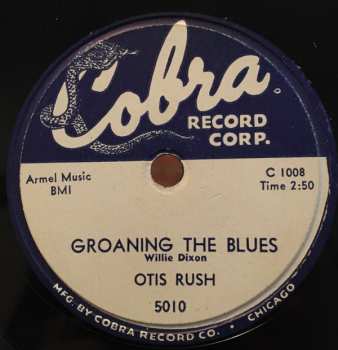 Cobra
RECORD
CORP.
Armel Music
BMI
C 1008
Time 2:50
GROANING THE BLUES
Willie Dixon
OTIS RUSH
5010
MFG. BY COBRA RECORD CO. • CHICAGO